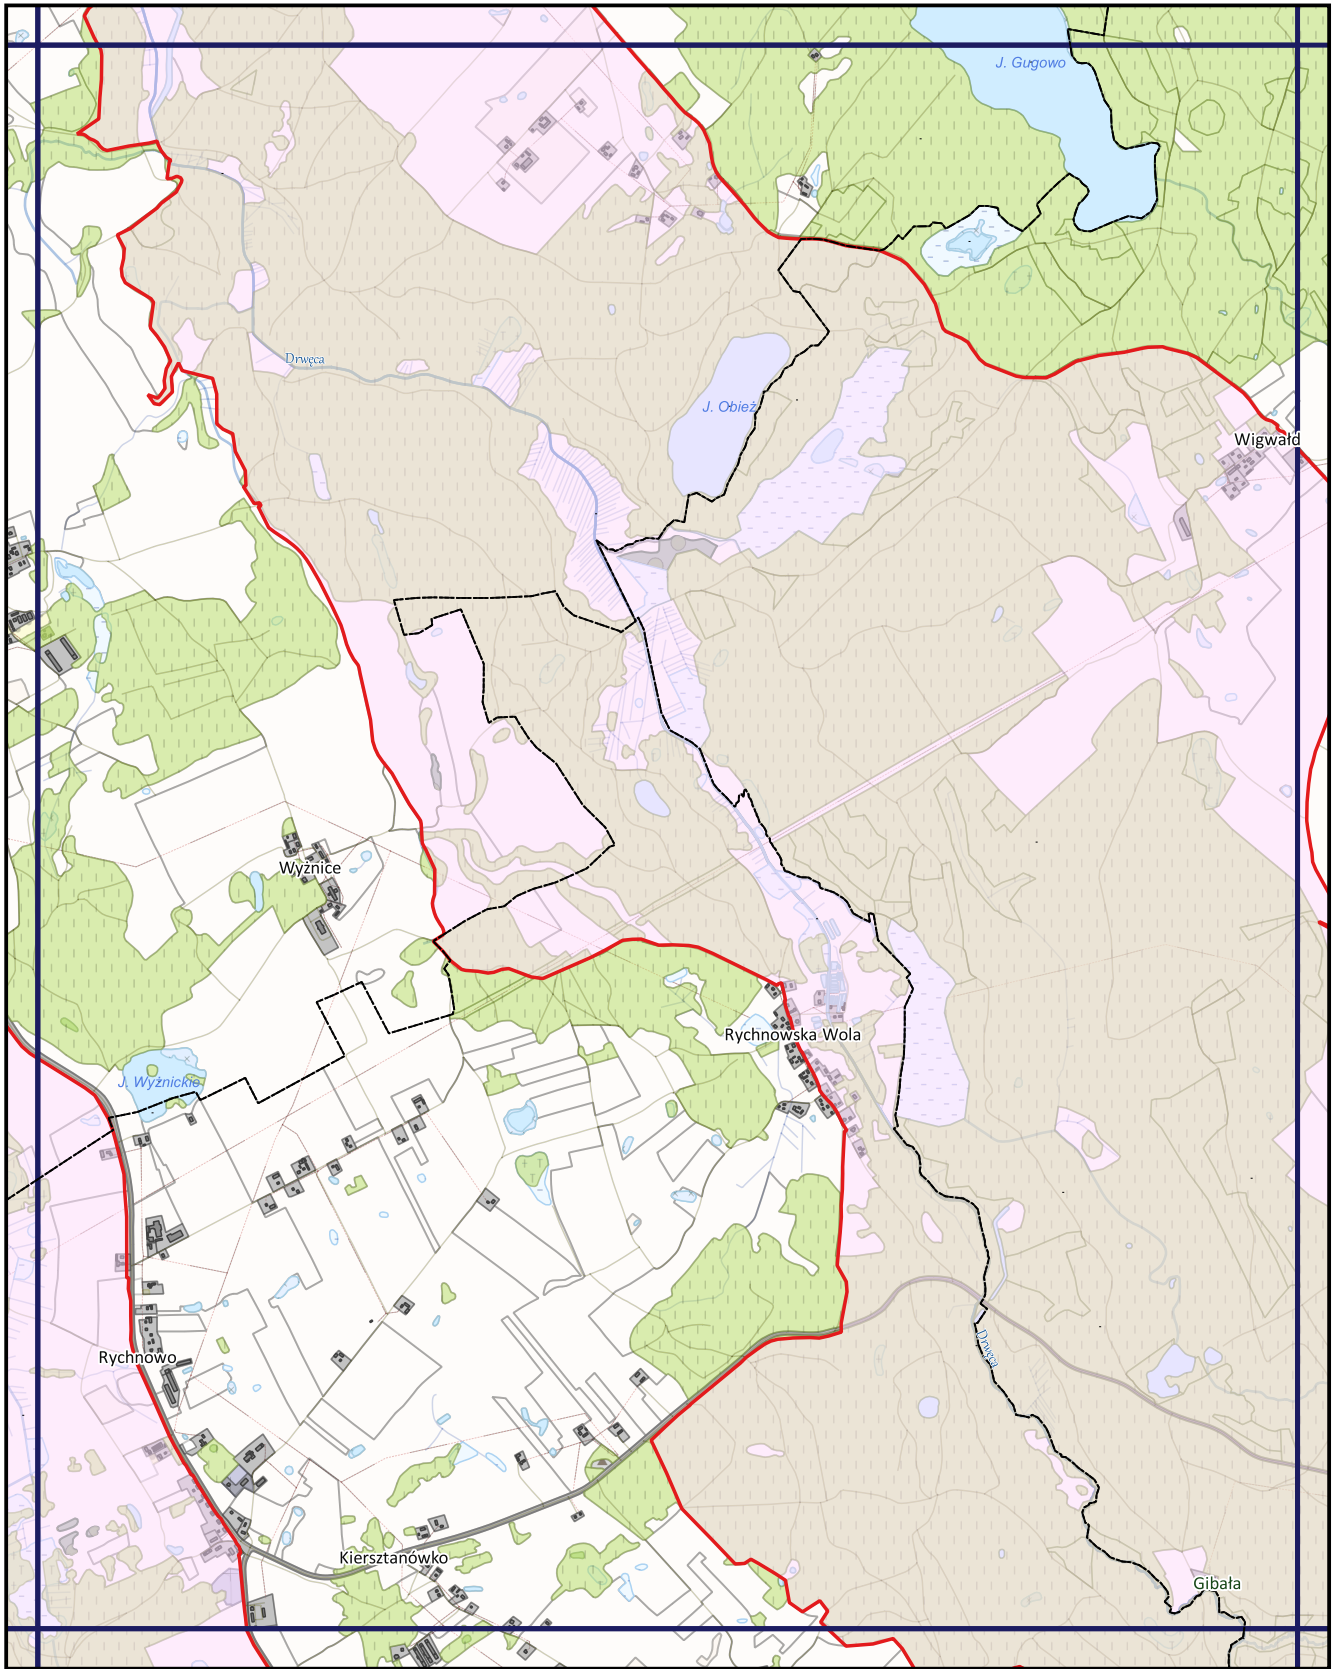 J. Gugowo
Drwęca
J. Obież
Wigwałd
Wyżnice
Rychnowska Wola
J. Wyżnickie
Drwęca
Rychnowo
Kiersztanówko
Gibała